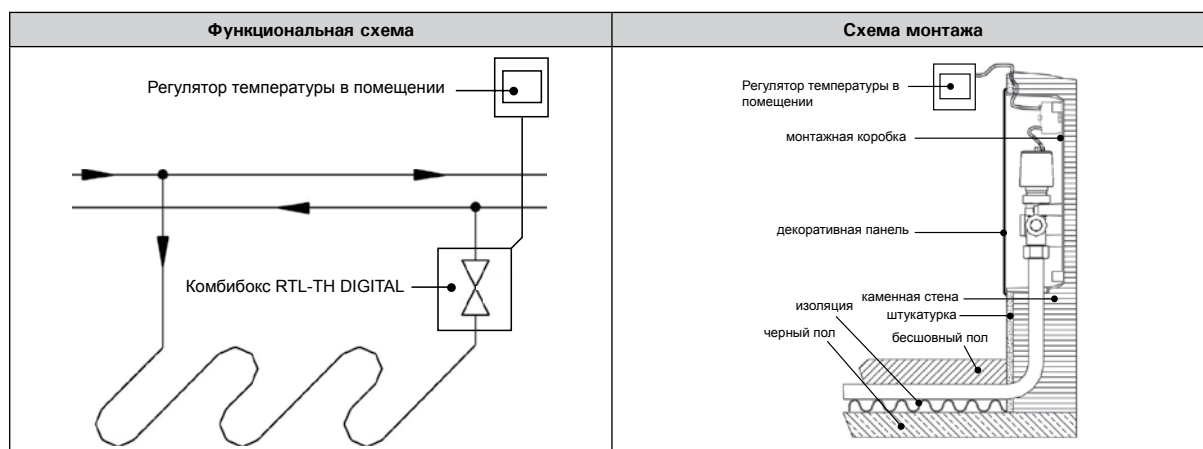 Функциональная схема
Схема монтажа
Регулятор температуры в помещении
Комбибокс RTL-TH DIGITAL
Регулятор температуры в
помещении
монтажная коробка
декоративная панель
каменная стена
изоляция
штукатурка
черный пол
бесшовный пол